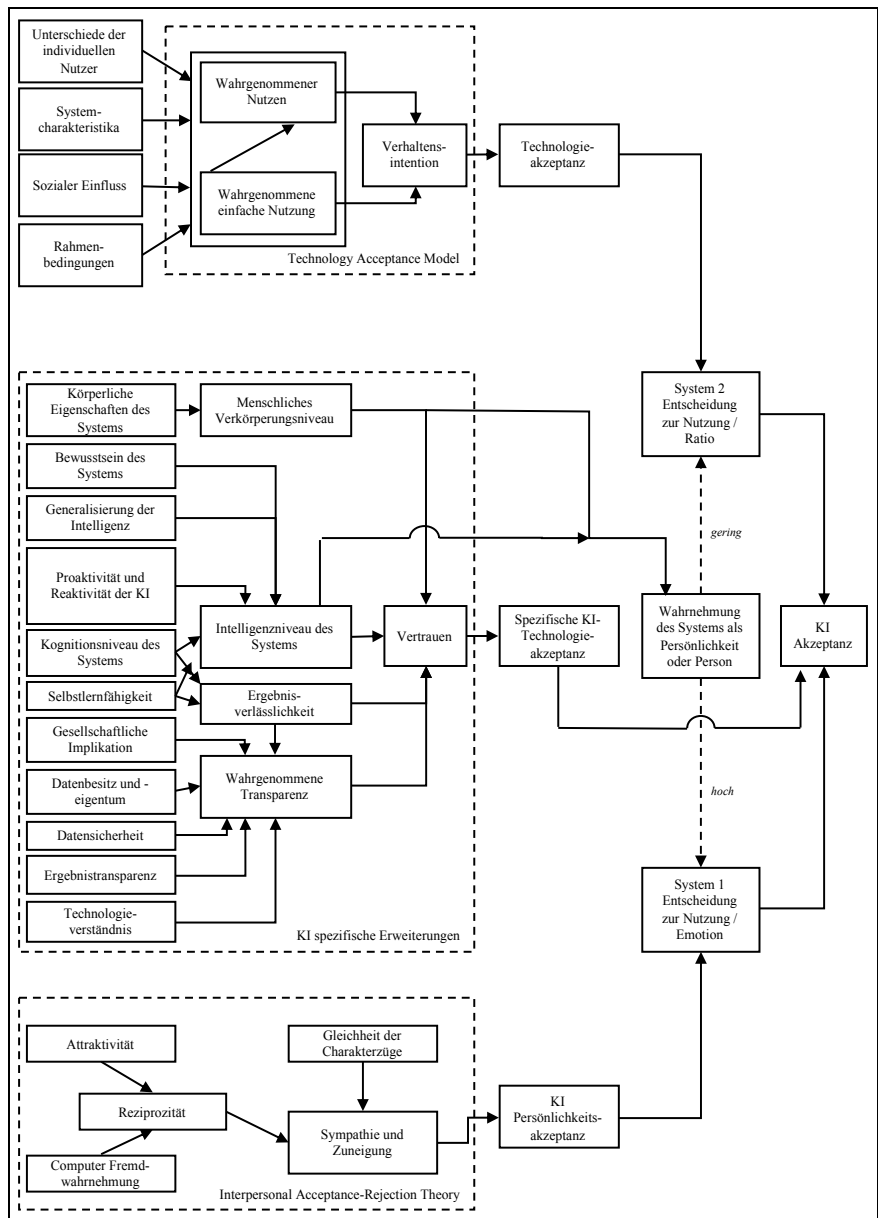 Unterschiede der
individuellen
Nutzer
System-
charakteristika
Sozialer Einfluss
Rahmen-
bedingungen
Wahrgenommener
Nutzen
Wahrgenommene
einfache Nutzung
Verhaltens-
intention
Technology Acceptance Model
Technologie-
akzeptanz
Körperliche
Eigenschaften des
Systems
Menschliches
Verkörperungsniveau
Bewusstsein des
Systems
Generalisierung der
Intelligenz
Proaktivität und
Reaktivität der KI
Kognitionsniveau des
Systems
Selbstlernfähigkeit
Gesellschaftliche
Implikation
Datenbesitz und -
eigentum
Datensicherheit
Ergebnistransparenz
Technologie-
verständnis
Intelligenzniveau des
Systems
Ergebnis-
verlässlichkeit
Wahrgenommene
Transparenz
Vertrauen
KI spezifische Erweiterungen
Spezifische KI-
Technologie-
akzeptanz
System 2
Entscheidung
zur Nutzung /
Ratio
gering
Wahrnehmung
des Systems als
Persönlichkeit
oder Person
hoch
System 1
Entscheidung
zur Nutzung /
Emotion
KI
Akzeptanz
Attraktivität
Reziprozität
Computer Fremd-
wahrnehmung
Gleichheit der
Charakterzüge
Sympathie und
Zuneigung
Interpersonal Acceptance-Rejection Theory
KI
Persönlichkeits-
akzeptanz